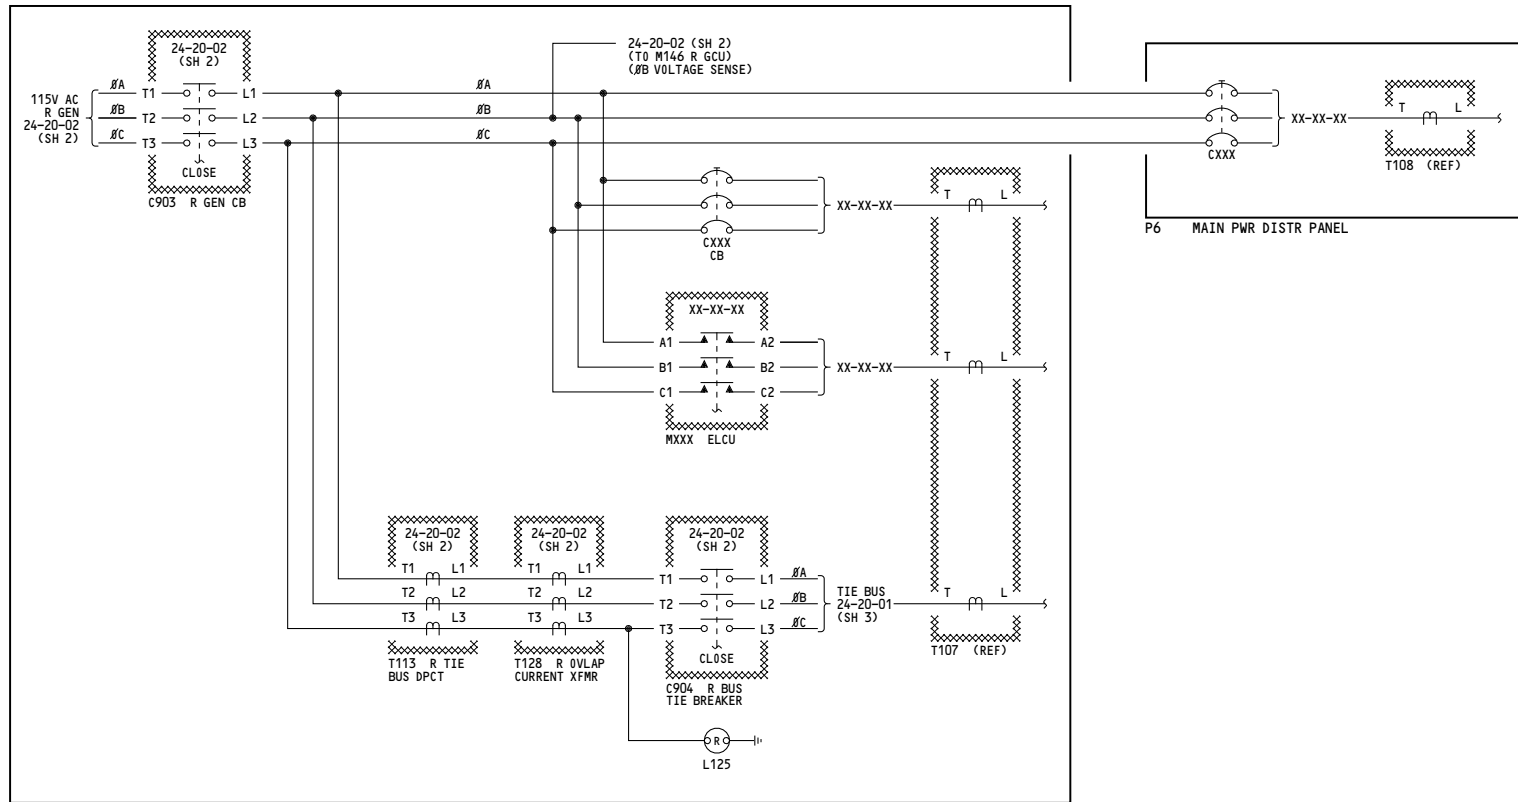 24-20-02
(SH 2)
115V AC
R GEN
24-20-02
(SH 2)
ØA
T1
L1
ØB
T2
L2
ØC
T3
L3
CLOSE
C903 R GEN CB
ØA
ØB
ØC
24-20-02 (SH 2)
(TO M146 R GCU)
(ØB VOLTAGE SENSE)
CXXX
XX-XX-XX
T L
T108 (REF)
P6 MAIN PWR DISTR PANEL
CXXX
CB
XX-XX-XX
T L
XX-XX-XX
A1 A2
B1 B2
C1 C2
MXXX ELCU
XX-XX-XX
T L
24-20-02
(SH 2)
T1 L1
T2 L2
T3 L3
T113 R TIE
BUS DPCT
24-20-02
(SH 2)
T1 L1
T2 L2
T3 L3
T128 R OVLAP
CURRENT XFMR
24-20-02
(SH 2)
T1 L1 ØA
T2 L2 ØB
T3 L3 ØC
CLOSE
C904 R BUS
TIE BREAKER
TIE BUS
24-20-01
(SH 3)
T L
T107 (REF)
R
L125